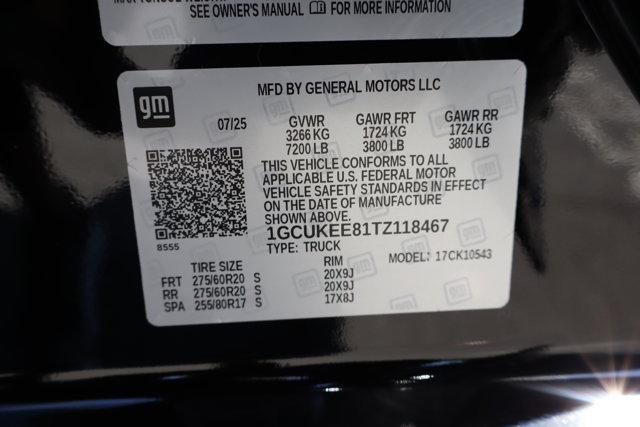 SEE OWNER'S MANUAL FOR MORE INFORMATION
MFD BY GENERAL MOTORS LLC
gm
07/25
GVWR GAWR FRT GAWR RR
3266 KG 1724 KG 1724 KG
7200 LB 3800 LB 3800 LB
THIS VEHICLE CONFORMS TO ALL
APPLICABLE U.S. FEDERAL MOTOR
VEHICLE SAFETY STANDARDS IN EFFECT
ON THE DATE OF MANUFACTURE
SHOWN ABOVE.
8555
1GCUKEE81TZ118467
TYPE: TRUCK
MODEL: 17CK10543
TIRE SIZE RIM
FRT 275/60R20 S 20X9J
RR 275/60R20 S 20X9J
SPA 255/80R17 S 17X8J